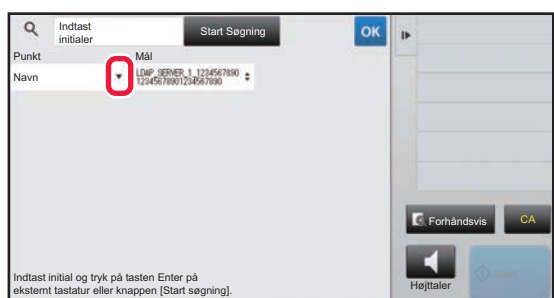 Indtast
initialer
Start Søgning
OK
Punkt
Mål
Navn
LDAP_SERVER_1_1234567890
12345678901234567890
Forhåndsvis
CA
Højttaler
Start
Indtast initial og tryk på tasten Enter på
eksternt tastatur eller knappen [Start søgning].